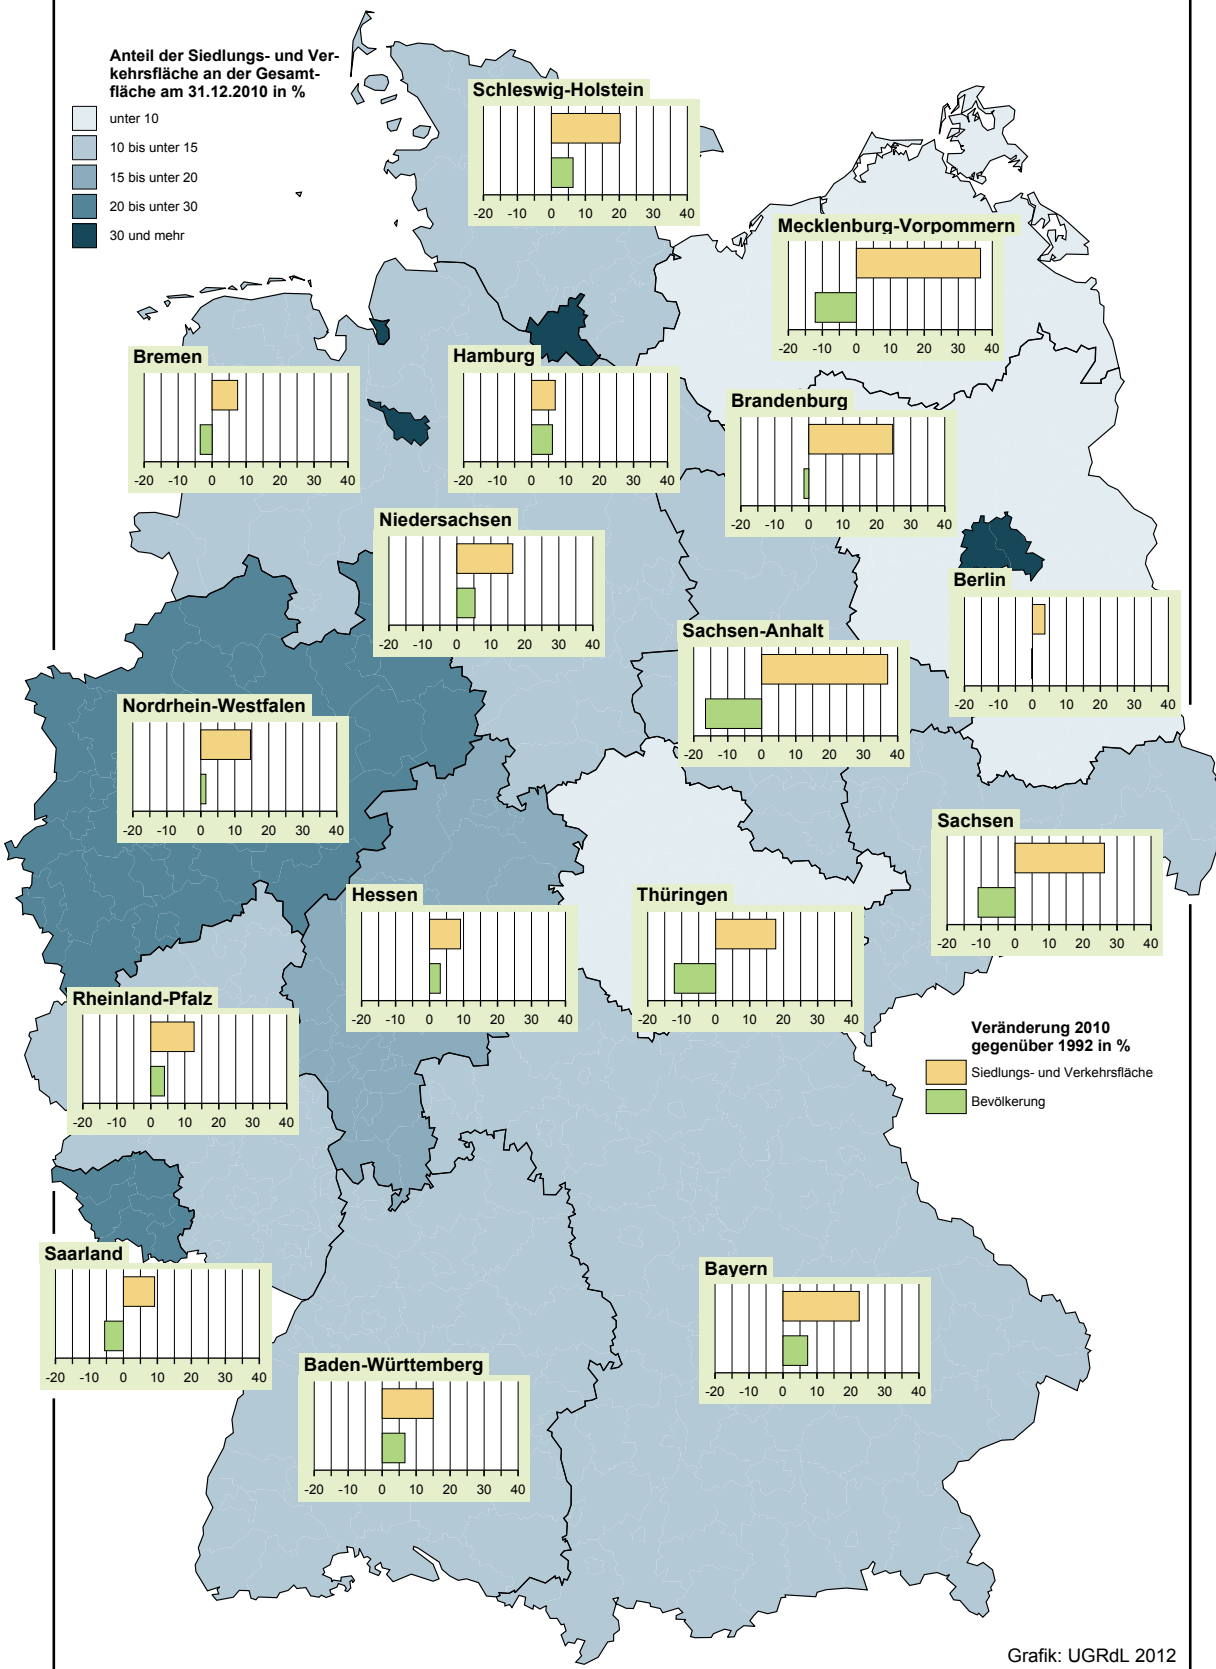 Anteil der Siedlungs- und Ver-
kehrsfläche an der Gesamt-
fläche am 31.12.2010 in %
unter 10
10 bis unter 15
15 bis unter 20
20 bis unter 30
30 und mehr
Schleswig-Holstein
-20 -10 0 10 20 30 40
Mecklenburg-Vorpommern
-20 -10 0 10 20 30 40
Bremen
-20 -10 0 10 20 30 40
Hamburg
-20 -10 0 10 20 30 40
Brandenburg
-20 -10 0 10 20 30 40
Niedersachsen
-20 -10 0 10 20 30 40
Berlin
-20 -10 0 10 20 30 40
Sachsen-Anhalt
-20 -10 0 10 20 30 40
Nordrhein-Westfalen
-20 -10 0 10 20 30 40
Sachsen
-20 -10 0 10 20 30 40
Hessen
-20 -10 0 10 20 30 40
Thüringen
-20 -10 0 10 20 30 40
Rheinland-Pfalz
-20 -10 0 10 20 30 40
Veränderung 2010
gegenüber 1992 in %
Siedlungs- und Verkehrsfläche
Bevölkerung
Saarland
-20 -10 0 10 20 30 40
Bayern
-20 -10 0 10 20 30 40
Baden-Württemberg
-20 -10 0 10 20 30 40
Grafik: UGRdL 2012